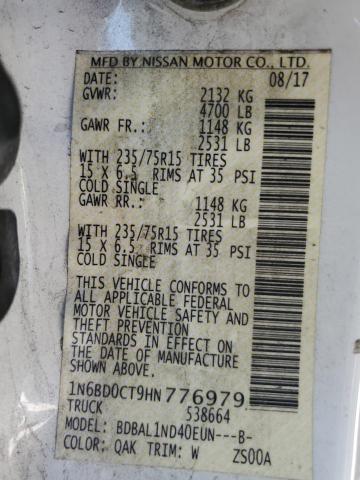 MFD BY NISSAN MOTOR CO., LTD.
DATE: 08/17
GVWR: 2132 KG
4700 LB
GAWR FR.: 1148 KG
2531 LB
WITH 235/75R15 TIRES
15 X 6.5 RIMS AT 35 PSI
COLD SINGLE
GAWR RR.: 1148 KG
2531 LB
WITH 235/75R15 TIRES
15 X 6.5 RIMS AT 35 PSI
COLD SINGLE
THIS VEHICLE CONFORMS TO
ALL APPLICABLE FEDERAL
MOTOR VEHICLE SAFETY AND
THEFT PREVENTION
STANDARDS IN EFFECT ON
THE DATE OF MANUFACTURE
SHOWN ABOVE.
1N6BD0CT9HN776979
TRUCK 538664
MODEL: BDBAL1ND40EUN---B-
COLOR: QAK TRIM: W ZS00A